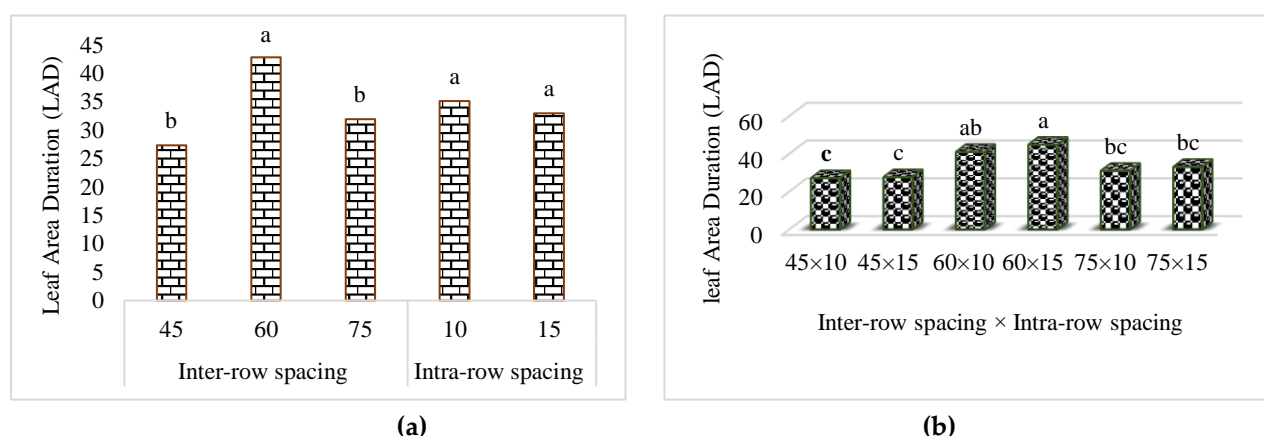 Leaf Area Duration (LAD)
45
40
35
30
25
20
15
10
5
0
b
a
b
a
a
45 60 75 10 15
Inter-row spacing Intra-row spacing
(a)
leaf Area Duration (LAD)
60
40
20
0
c
c
ab
a
bc
bc
45×10 45×15 60×10 60×15 75×10 75×15
Inter-row spacing × Intra-row spacing
(b)